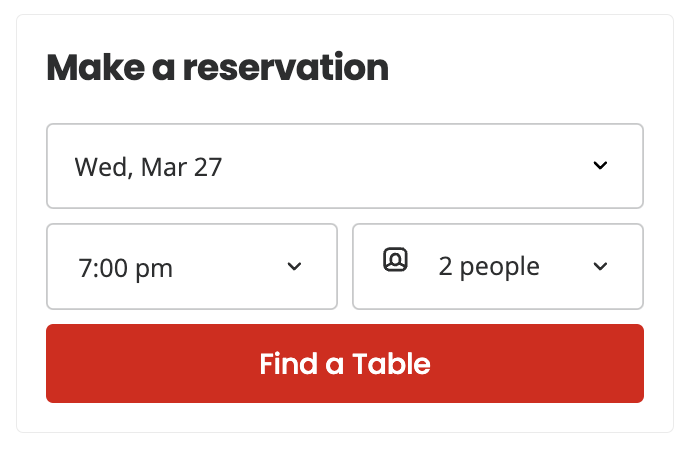 Make a reservation
Wed, Mar 27
7:00 pm
2 people
Find a Table